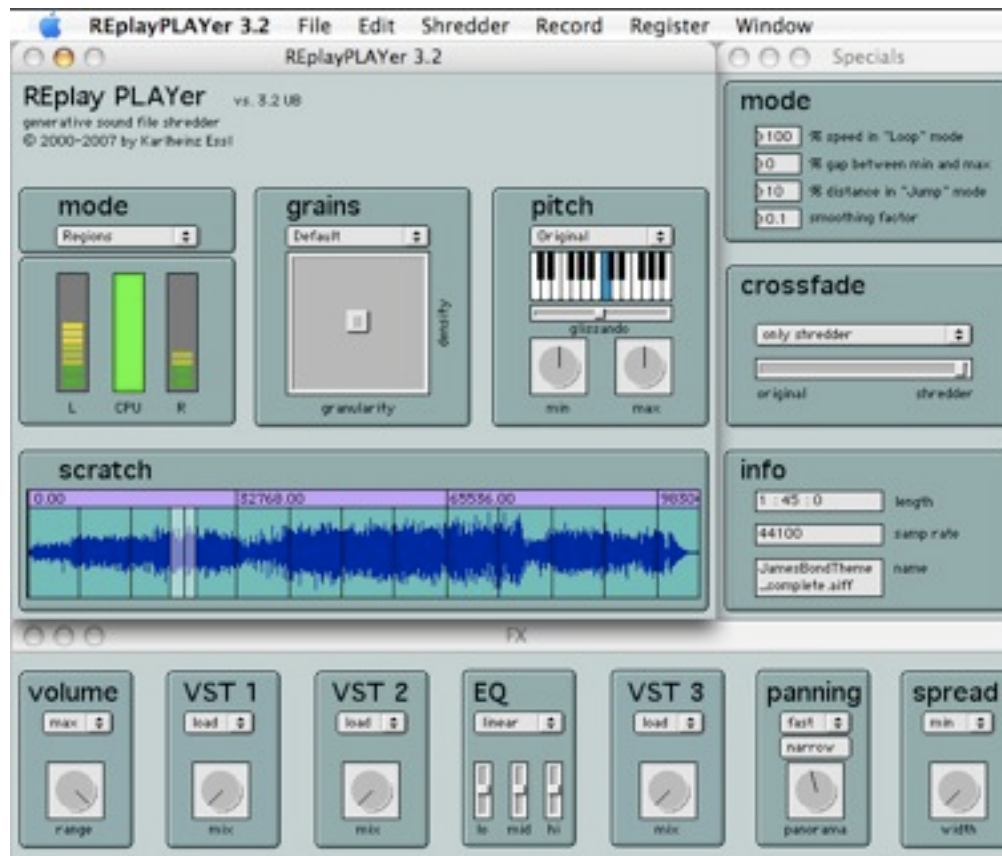 REplayPLAYer 3.2 File Edit Shredder Record Register Window
REplayPLAYer 3.2
Specials
REplay PLAYer vs. 3.2 UB
generative sound file shredder
© 2000-2007 by Karlheinz Essl
mode
Regions
L CPU R
grains
Default
density
granularity
pitch
Original
glissando
min max
mode
100 % speed in "Loop" mode
0 % gap between min and max
10 % distance in "Jump" mode
0.1 smoothing factor
crossfade
only shredder
original shredder
scratch
0.00 32768.00 65536.00 9830
info
1 : 45 : 0 length
44100 samp rate
JamesBondTheme name
_complete.aiff
FX
volume
max
range
VST 1
load
mix
VST 2
load
mix
EQ
linear
lo mid hi
VST 3
load
mix
panning
fast
narrow
panorama
spread
min
width